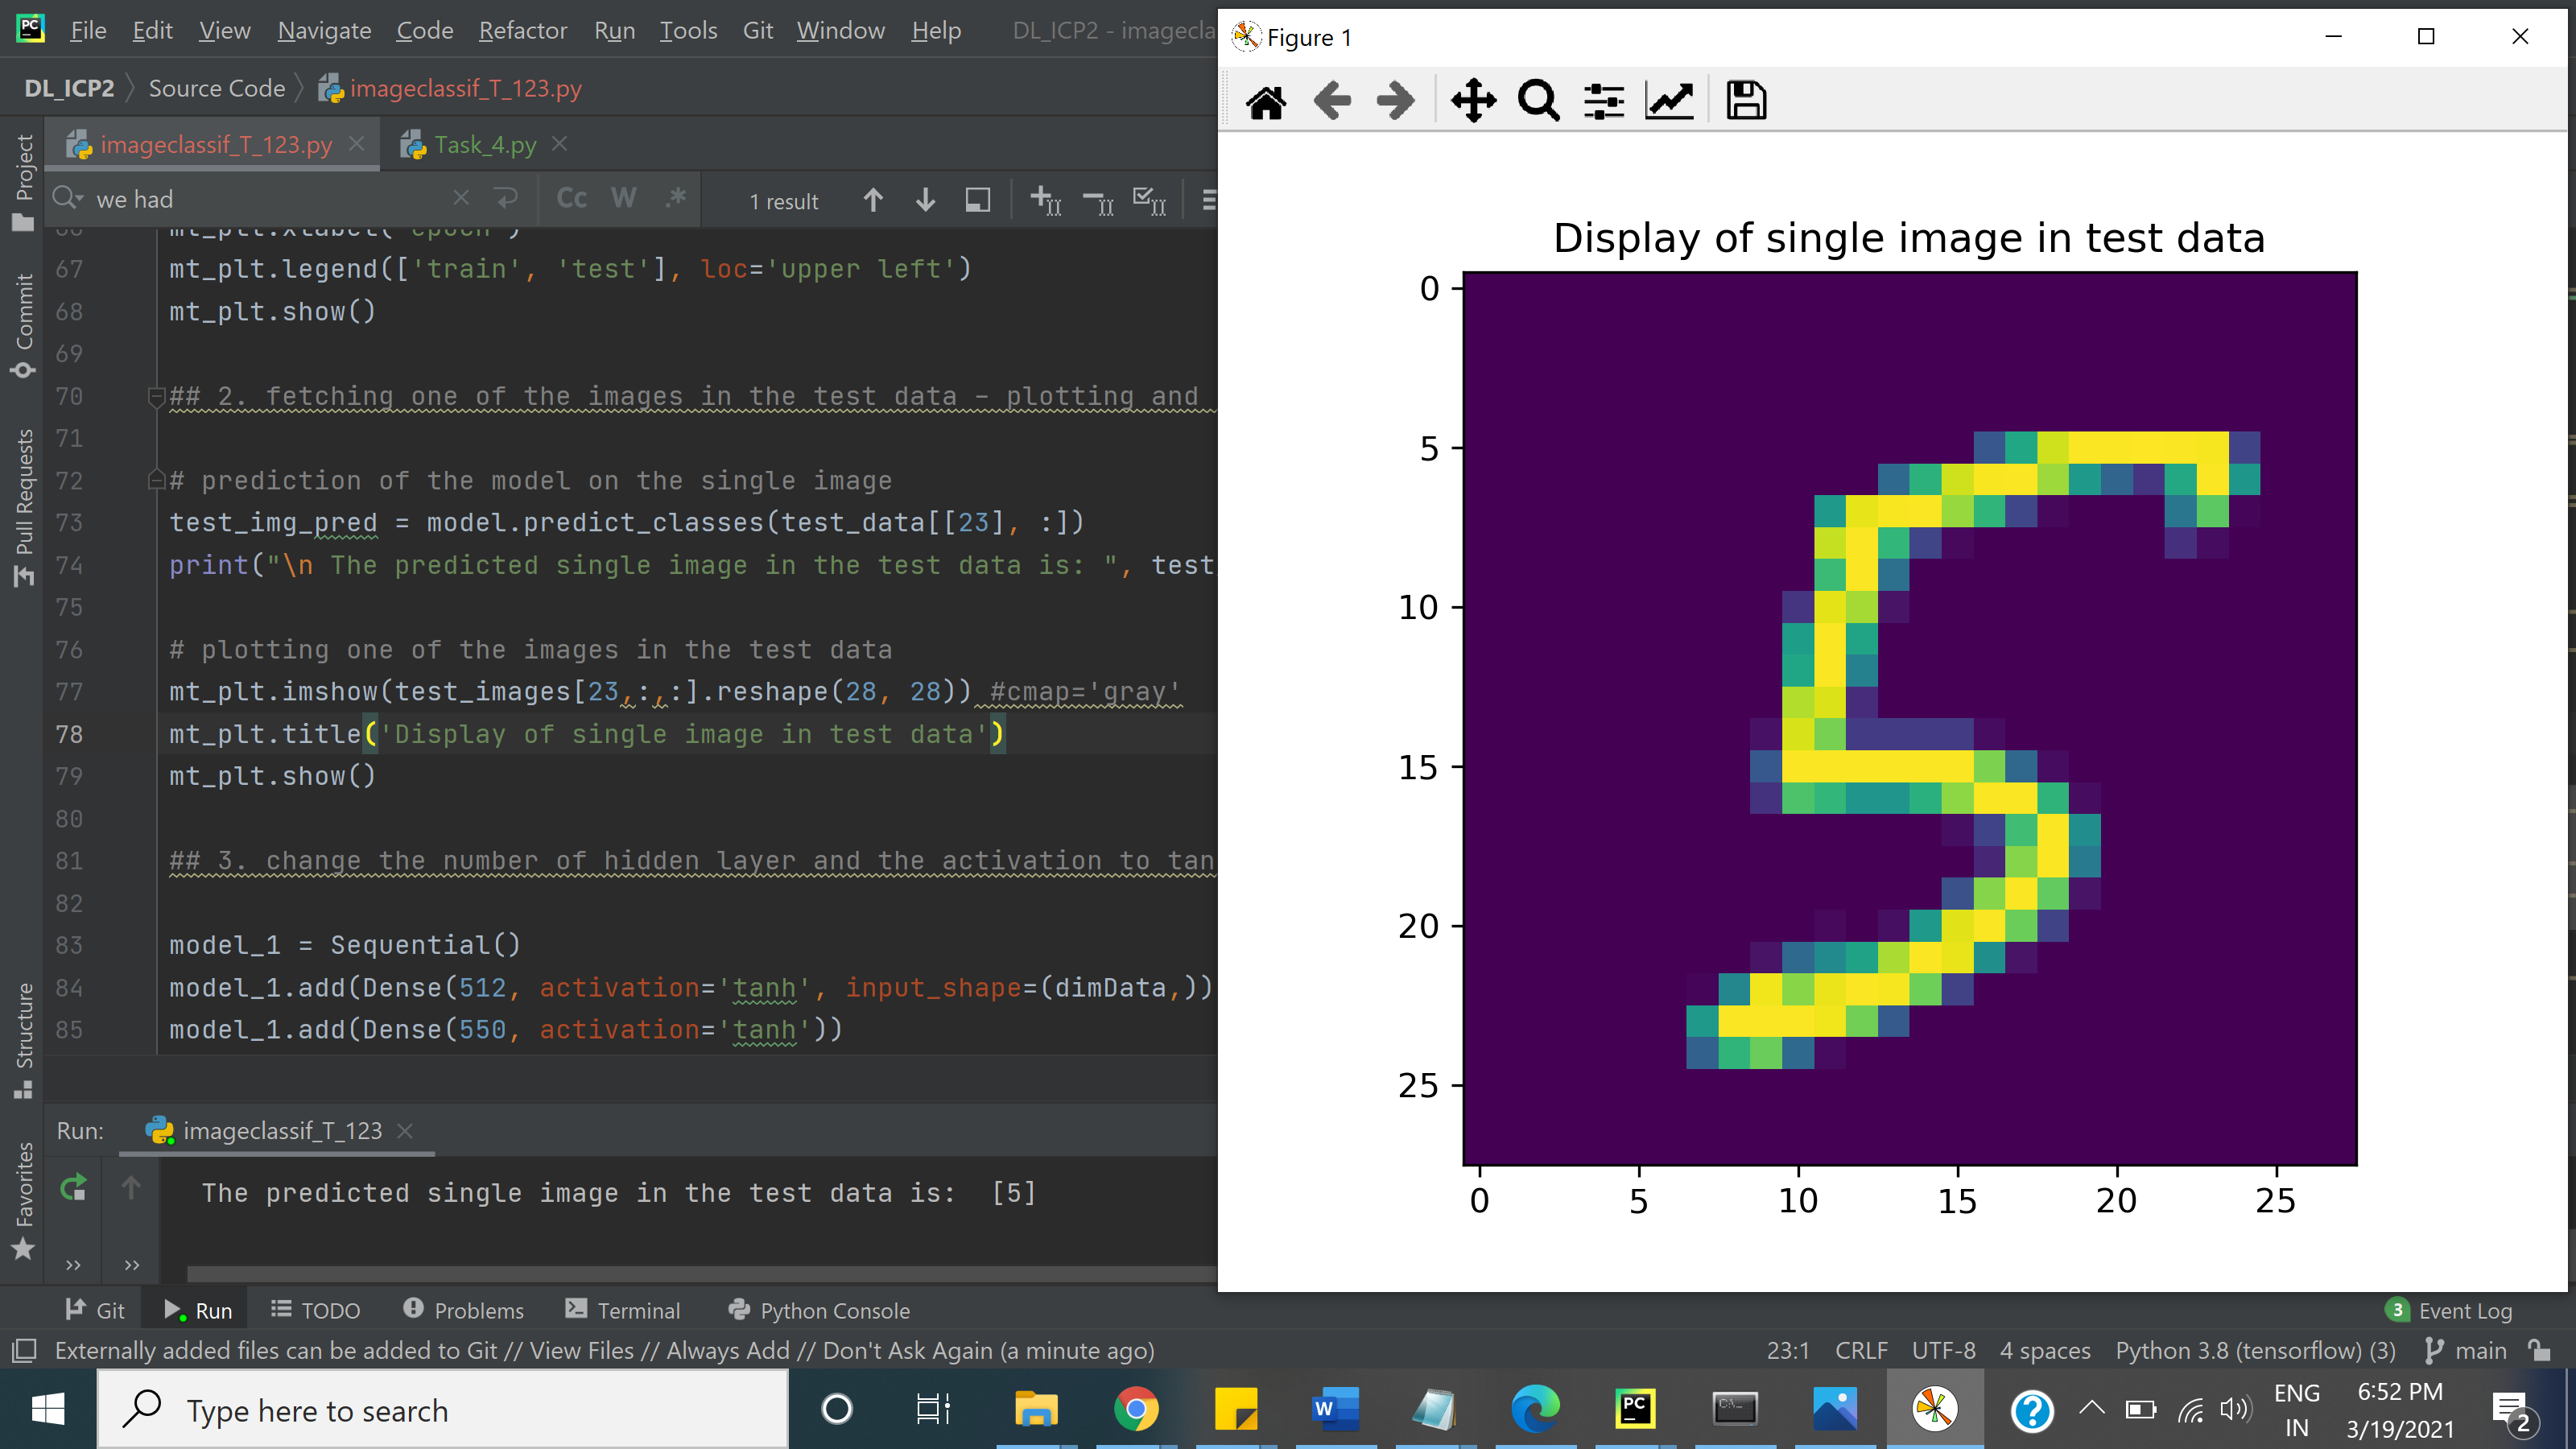 File Edit View Navigate Code Refactor Run Tools Git Window Help DL_ICP2 - imagecla
DL_ICP2 Source Code imageclassif_T_123.py
imageclassif_T_123.py Task_4.py
we had Cc W .* 1 result
66 mt_plt.xlabel('epoch')
67 mt_plt.legend(['train', 'test'], loc='upper left')
68 mt_plt.show()
69
70 ## 2. fetching one of the images in the test data - plotting and
71
72 # prediction of the model on the single image
73 test_img_pred = model.predict_classes(test_data[[23], :])
74 print("\n The predicted single image in the test data is: ", test
75
76 # plotting one of the images in the test data
77 mt_plt.imshow(test_images[23,:,:].reshape(28, 28)) #cmap='gray'
78 mt_plt.title('Display of single image in test data')
79 mt_plt.show()
80
81 ## 3. change the number of hidden layer and the activation to tan
82
83 model_1 = Sequential()
84 model_1.add(Dense(512, activation='tanh', input_shape=(dimData,))
85 model_1.add(Dense(550, activation='tanh'))
Project
Commit
Pull Requests
Structure
Favorites
Run: imageclassif_T_123
The predicted single image in the test data is: [5]
Figure 1
Display of single image in test data
0
5
10
15
20
25
0 5 10 15 20 25
Git Run TODO Problems Terminal Python Console 3 Event Log
Externally added files can be added to Git // View Files // Always Add // Don't Ask Again (a minute ago) 23:1 CRLF UTF-8 4 spaces Python 3.8 (tensorflow) (3) main
Type here to search
ENG
IN
6:52 PM
3/19/2021
2